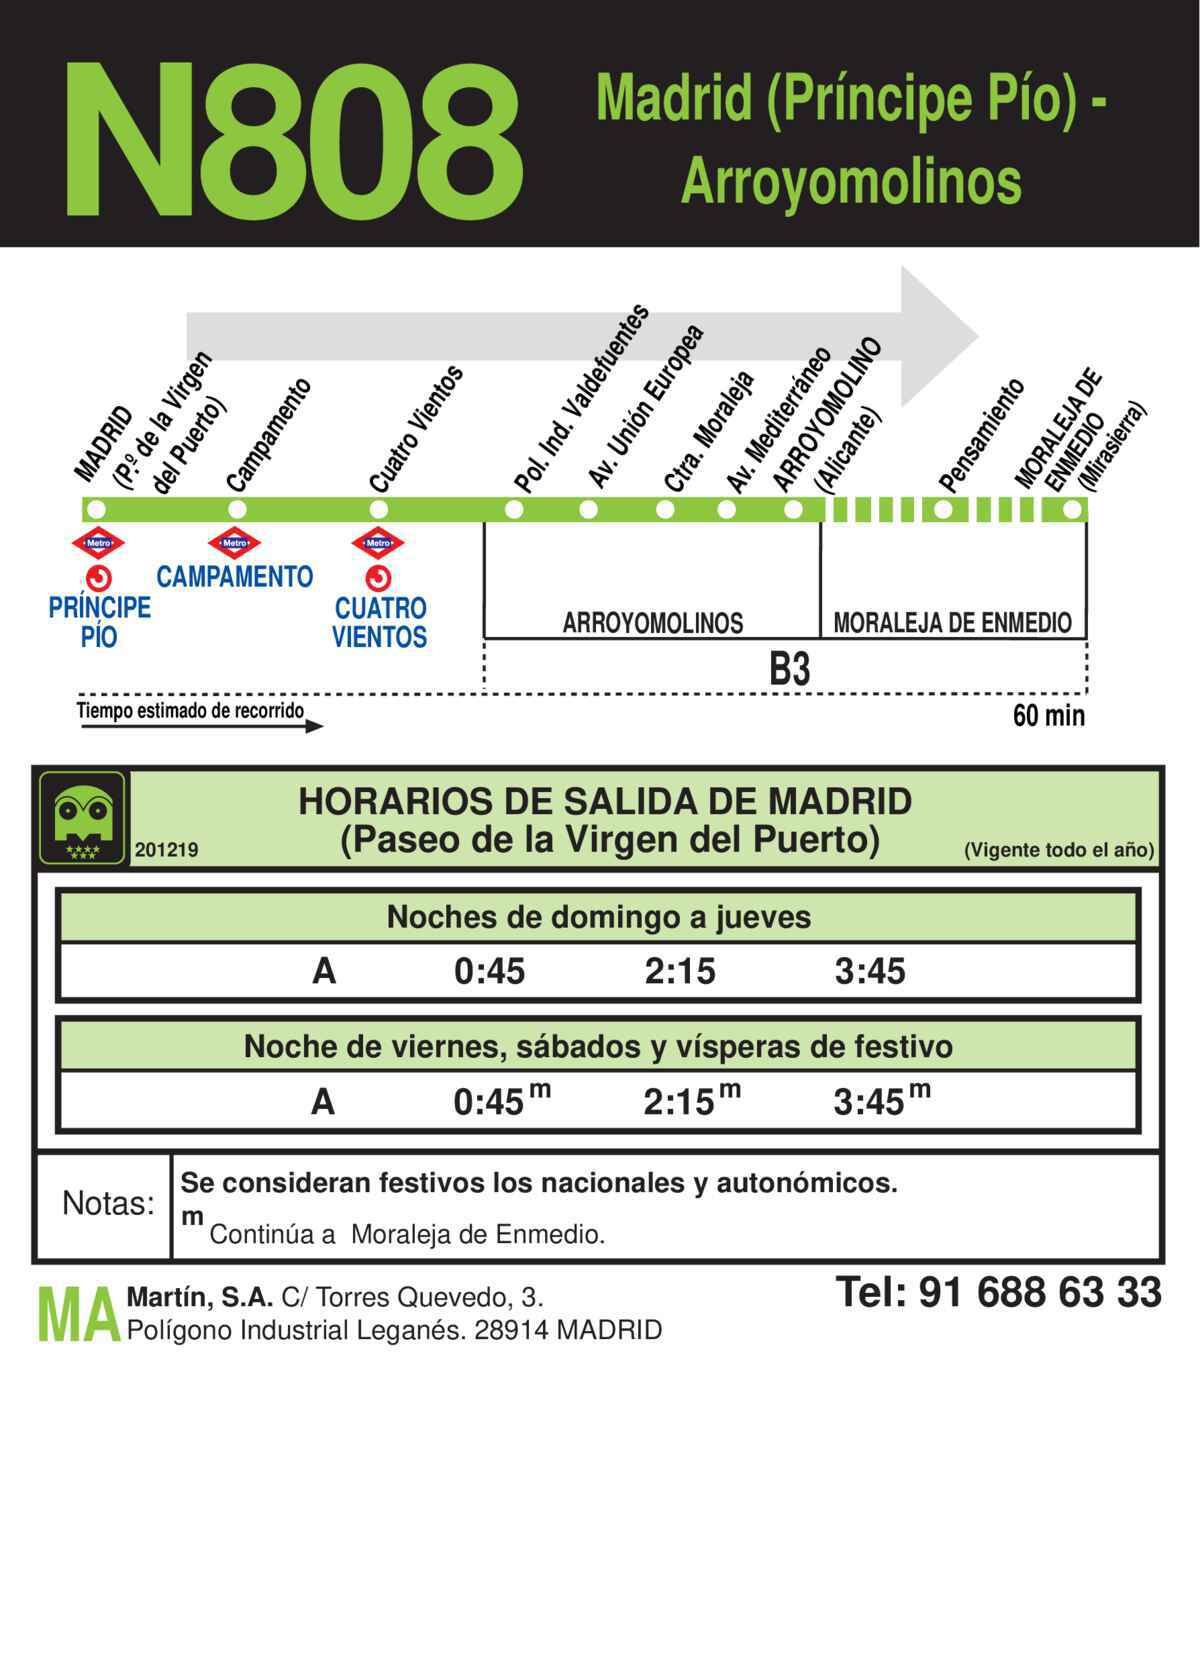 N808
Madrid (Príncipe Pío) -
Arroyomolinos
MADRID
(P.º de la Virgen
del Puerto)
Campamento
Cuatro Vientos
Pol. Ind. Valdefuentes
Av. Unión Europea
Ctra. Moraleja
Av. Mediterráneo
ARROYOMOLINO
(Alicante)
Pensamiento
MORALEJA DE
ENMEDIO
(Mirasierra)
Metro
Metro
Metro
PRÍNCIPE
PÍO
CAMPAMENTO
CUATRO
VIENTOS
ARROYOMOLINOS
MORALEJA DE ENMEDIO
B3
Tiempo estimado de recorrido
60 min
HORARIOS DE SALIDA DE MADRID
(Paseo de la Virgen del Puerto)
201219
(Vigente todo el año)
Noches de domingo a jueves
A 0:45 2:15 3:45
Noche de viernes, sábados y vísperas de festivo
A 0:45 m 2:15 m 3:45 m
Notas:
Se consideran festivos los nacionales y autonómicos.
m Continúa a Moraleja de Enmedio.
MA
Martín, S.A. C/ Torres Quevedo, 3.
Polígono Industrial Leganés. 28914 MADRID
Tel: 91 688 63 33